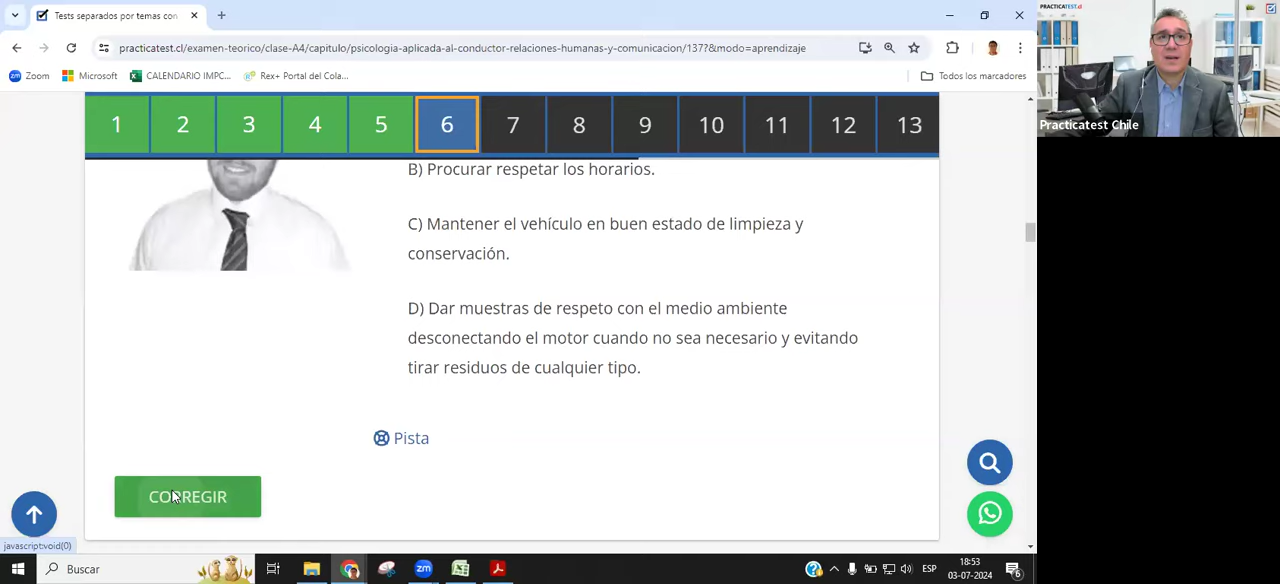 Tests separados por temas con
practicatest.cl/examen-teorico/clase-A4/capitulo/psicologia-aplicada-al-conductor-relaciones-humanas-y-comunicacion/1377&modo=aprendizaje
Zoom
Microsoft
CALENDARIO IMPC...
Rex+ Portal del Cola...
Todos los marcadores
PRACTICATEST.cl
Practicatest Chile
1 2 3 4 5 6 7 8 9 10 11 12 13
B) Procurar respetar los horarios.
C) Mantener el vehículo en buen estado de limpieza y
conservación.
D) Dar muestras de respeto con el medio ambiente
desconectando el motor cuando no sea necesario y evitando
tirar residuos de cualquier tipo.
Pista
CORREGIR
javascript:void(0)
Buscar
ESP
18:53
03-07-2024
6